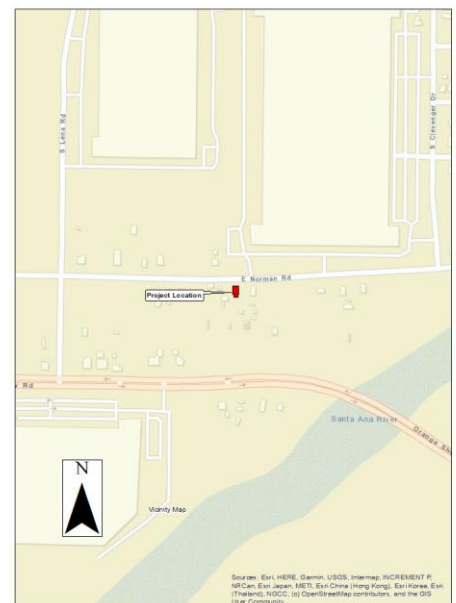 S Lena Rd
S Clevenger Dr
E Norman Rd
Project Location
Rd
Santa Ana River
Orange
N
Vicinity Map
Sources: Esri, HERE, Garmin, USGS, Intermap, INCREMENT P,
NRCan, Esri Japan, METI, Esri China (Hong Kong), Esri Korea, Esri
(Thailand), NGCC, (c) OpenStreetMap contributors, and the GIS
User Community